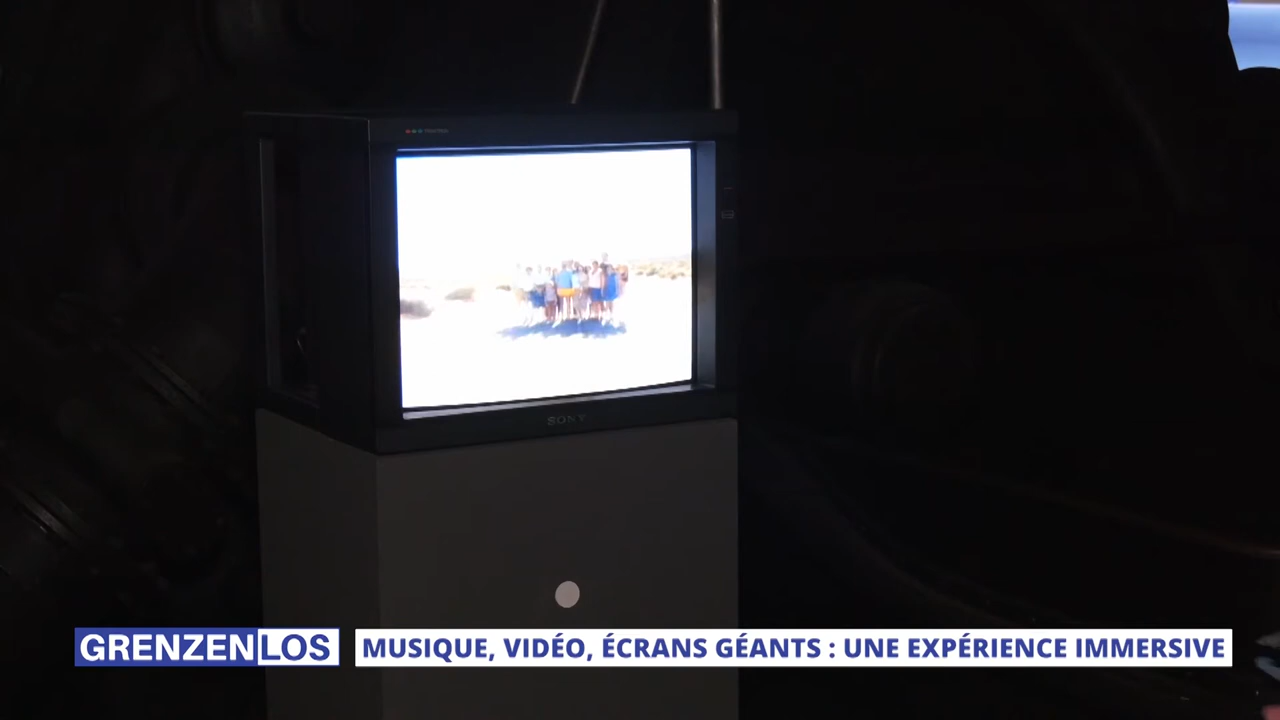 SONY
GRENZENLOS
MUSIQUE, VIDÉO, ÉCRANS GÉANTS : UNE EXPÉRIENCE IMMERSIVE